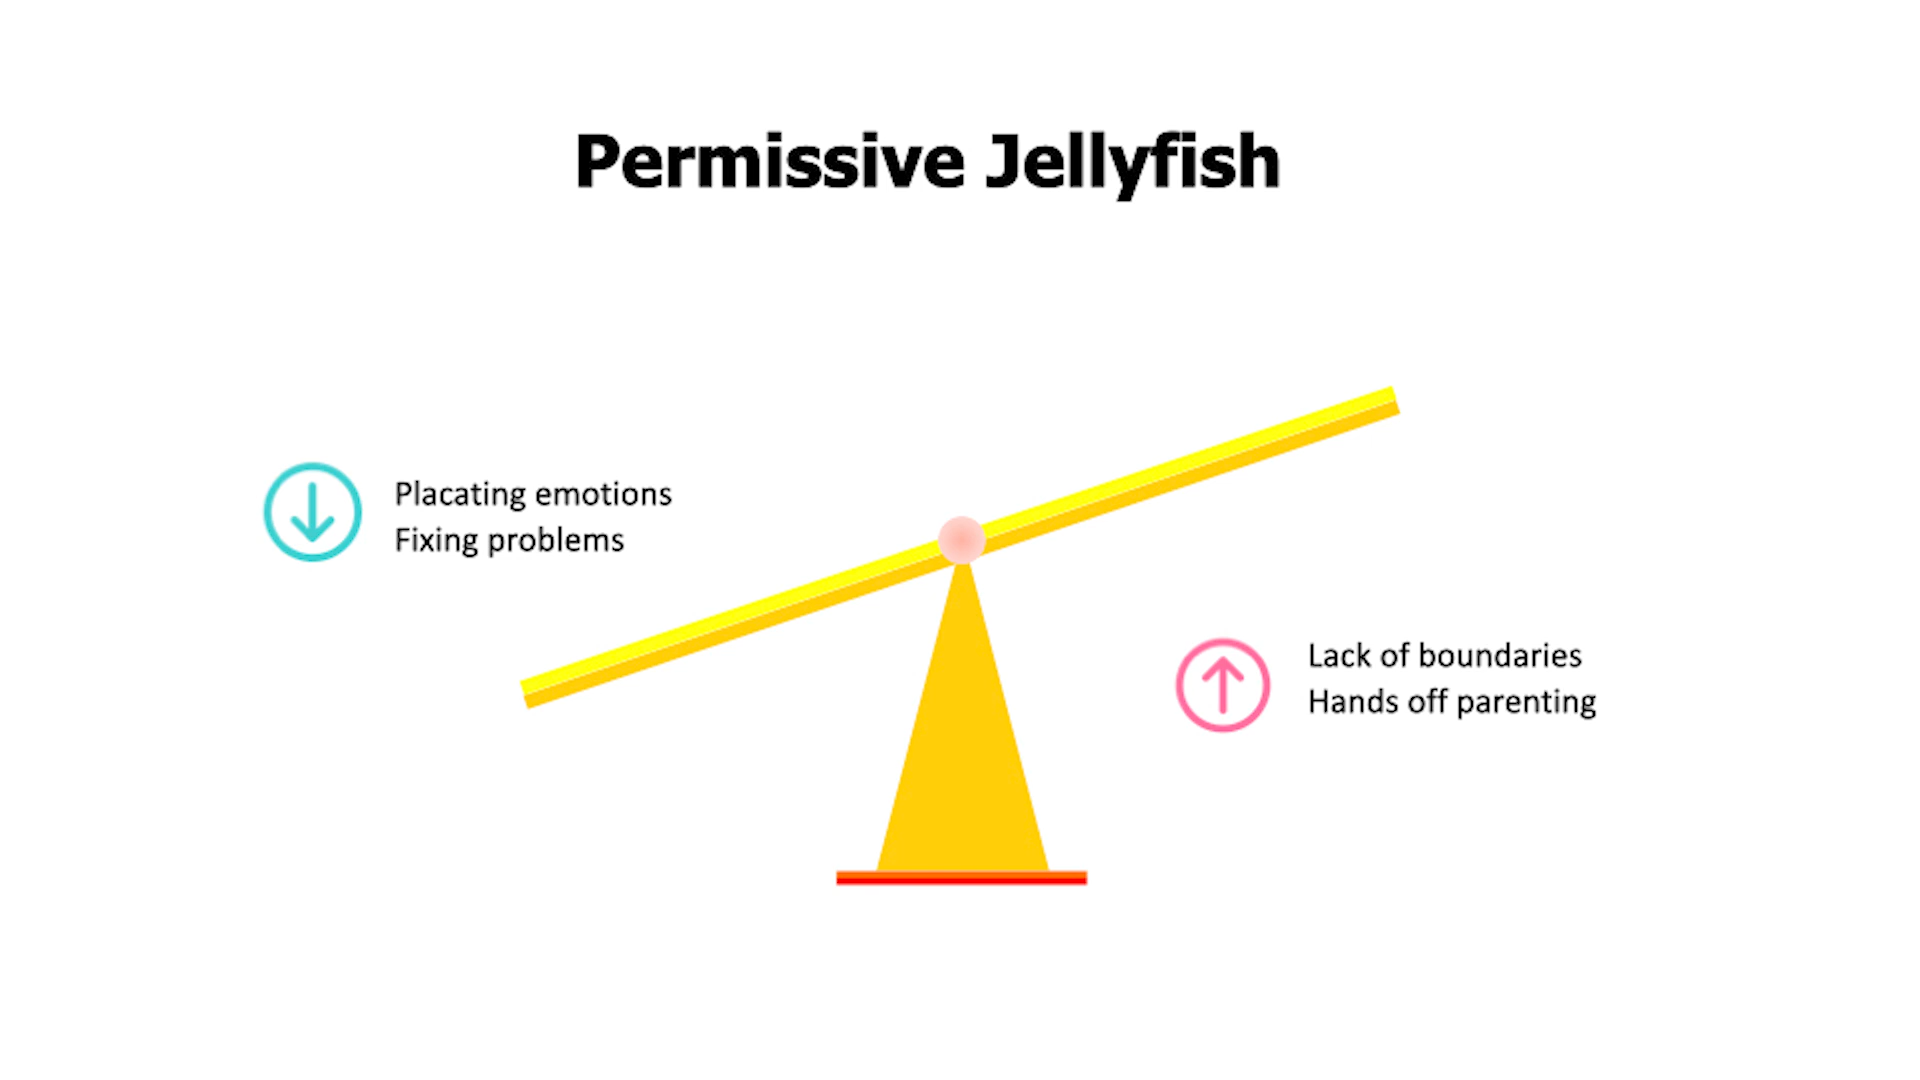 Permissive Jellyfish
Placating emotions
Fixing problems
Lack of boundaries
Hands off parenting